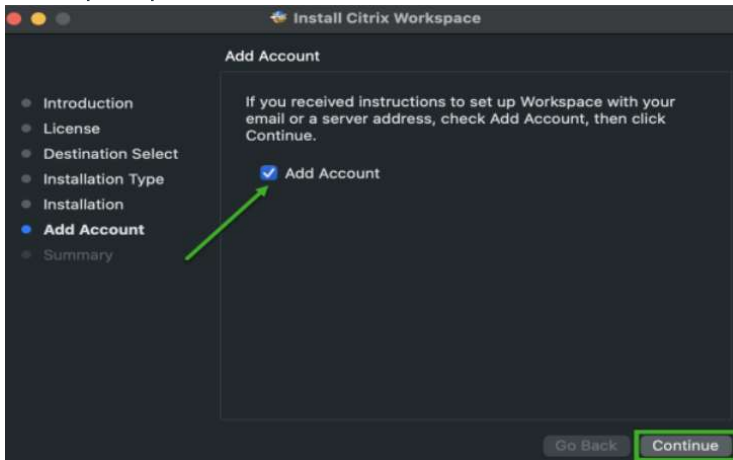 Install Citrix Workspace
Add Account
Introduction
License
Destination Select
Installation Type
Installation
Add Account
Summary
If you received instructions to set up Workspace with your
email or a server address, check Add Account, then click
Continue.
Add Account
Go Back
Continue